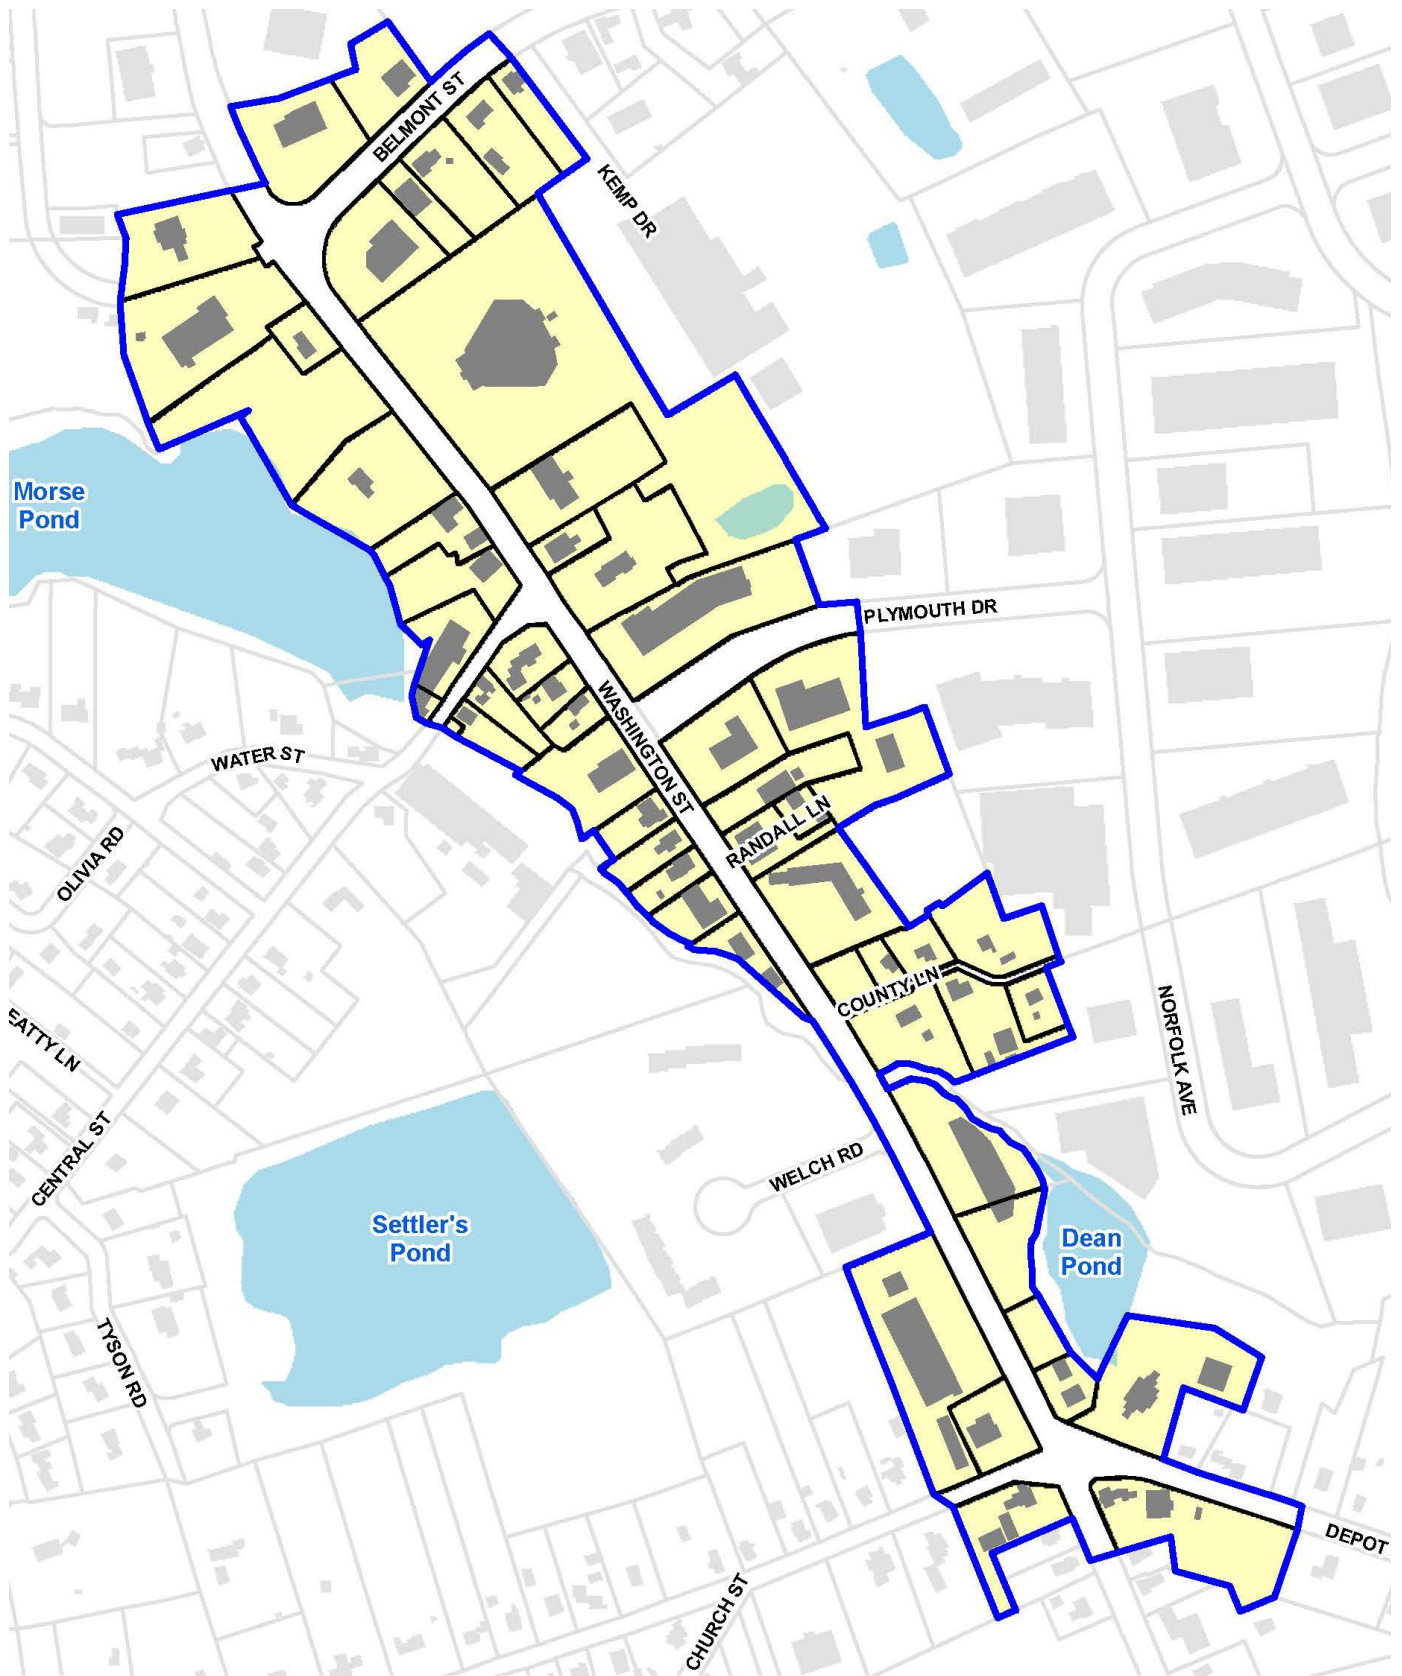 BELMONT ST
KEMP DR
Morse
Pond
PLYMOUTH DR
WASHINGTON ST
WATER ST
RANDALL LN
OLIVIA RD
COUNTY LN
NORFOLK AVE
EATTY LN
CENTRAL ST
WELCH RD
Settler's
Pond
Dean
Pond
TYSON RD
DEPOT
CHURCH ST